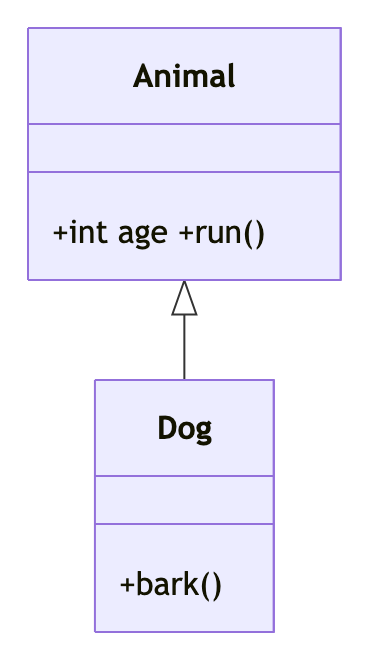 Animal
+int age +run()
Dog
+bark()